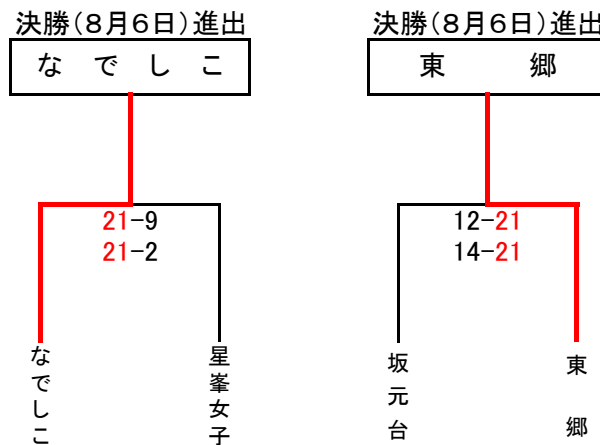 決勝(8月6日)進出
なでしこ
21-9
21-2
なでしこ
星峯女子
決勝(8月6日)進出
東郷
12-21
14-21
坂元台
東郷